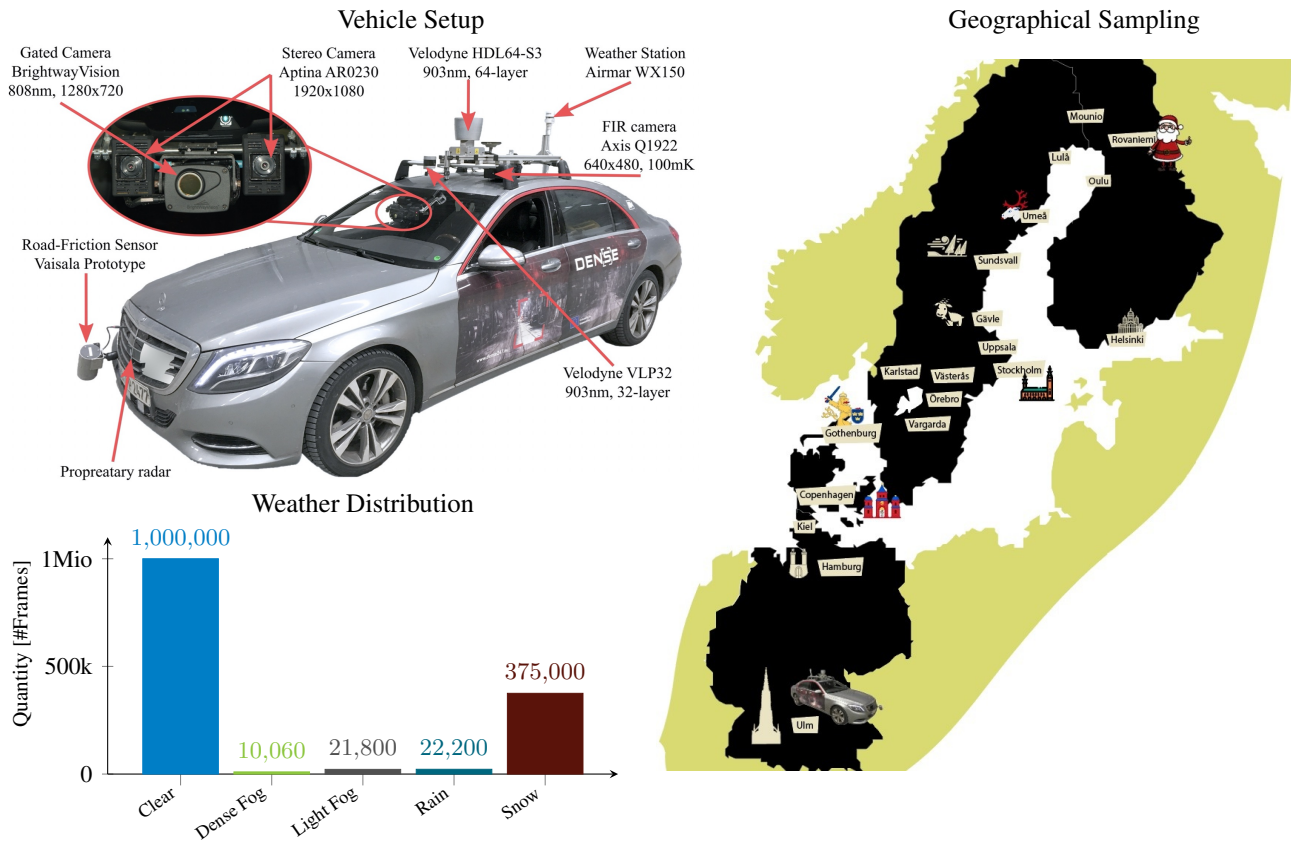 Vehicle Setup
Gated Camera
BrightwayVision
808nm, 1280x720
Stereo Camera
Aptina AR0230
1920x1080
Velodyne HDL64-S3
903nm, 64-layer
Weather Station
Airmar WX150
FIR camera
Axis Q1922
640x480, 100mK
Road-Friction Sensor
Vaisala Prototype
DENSE
Velodyne VLP32
903nm, 32-layer
Propreatary radar
Weather Distribution
Quantity [#Frames]
1Mio
500k
0
1,000,000
10,060
21,800
22,200
375,000
Clear
Dense Fog
Light Fog
Rain
Snow
Geographical Sampling
Mounio
Rovaniemi
Lulå
Oulu
Umeå
Sundsvall
Gävle
Helsinki
Uppsala
Karlstad
Västerås
Stockholm
Örebro
Vargarda
Gothenburg
Copenhagen
Kiel
Hamburg
Ulm